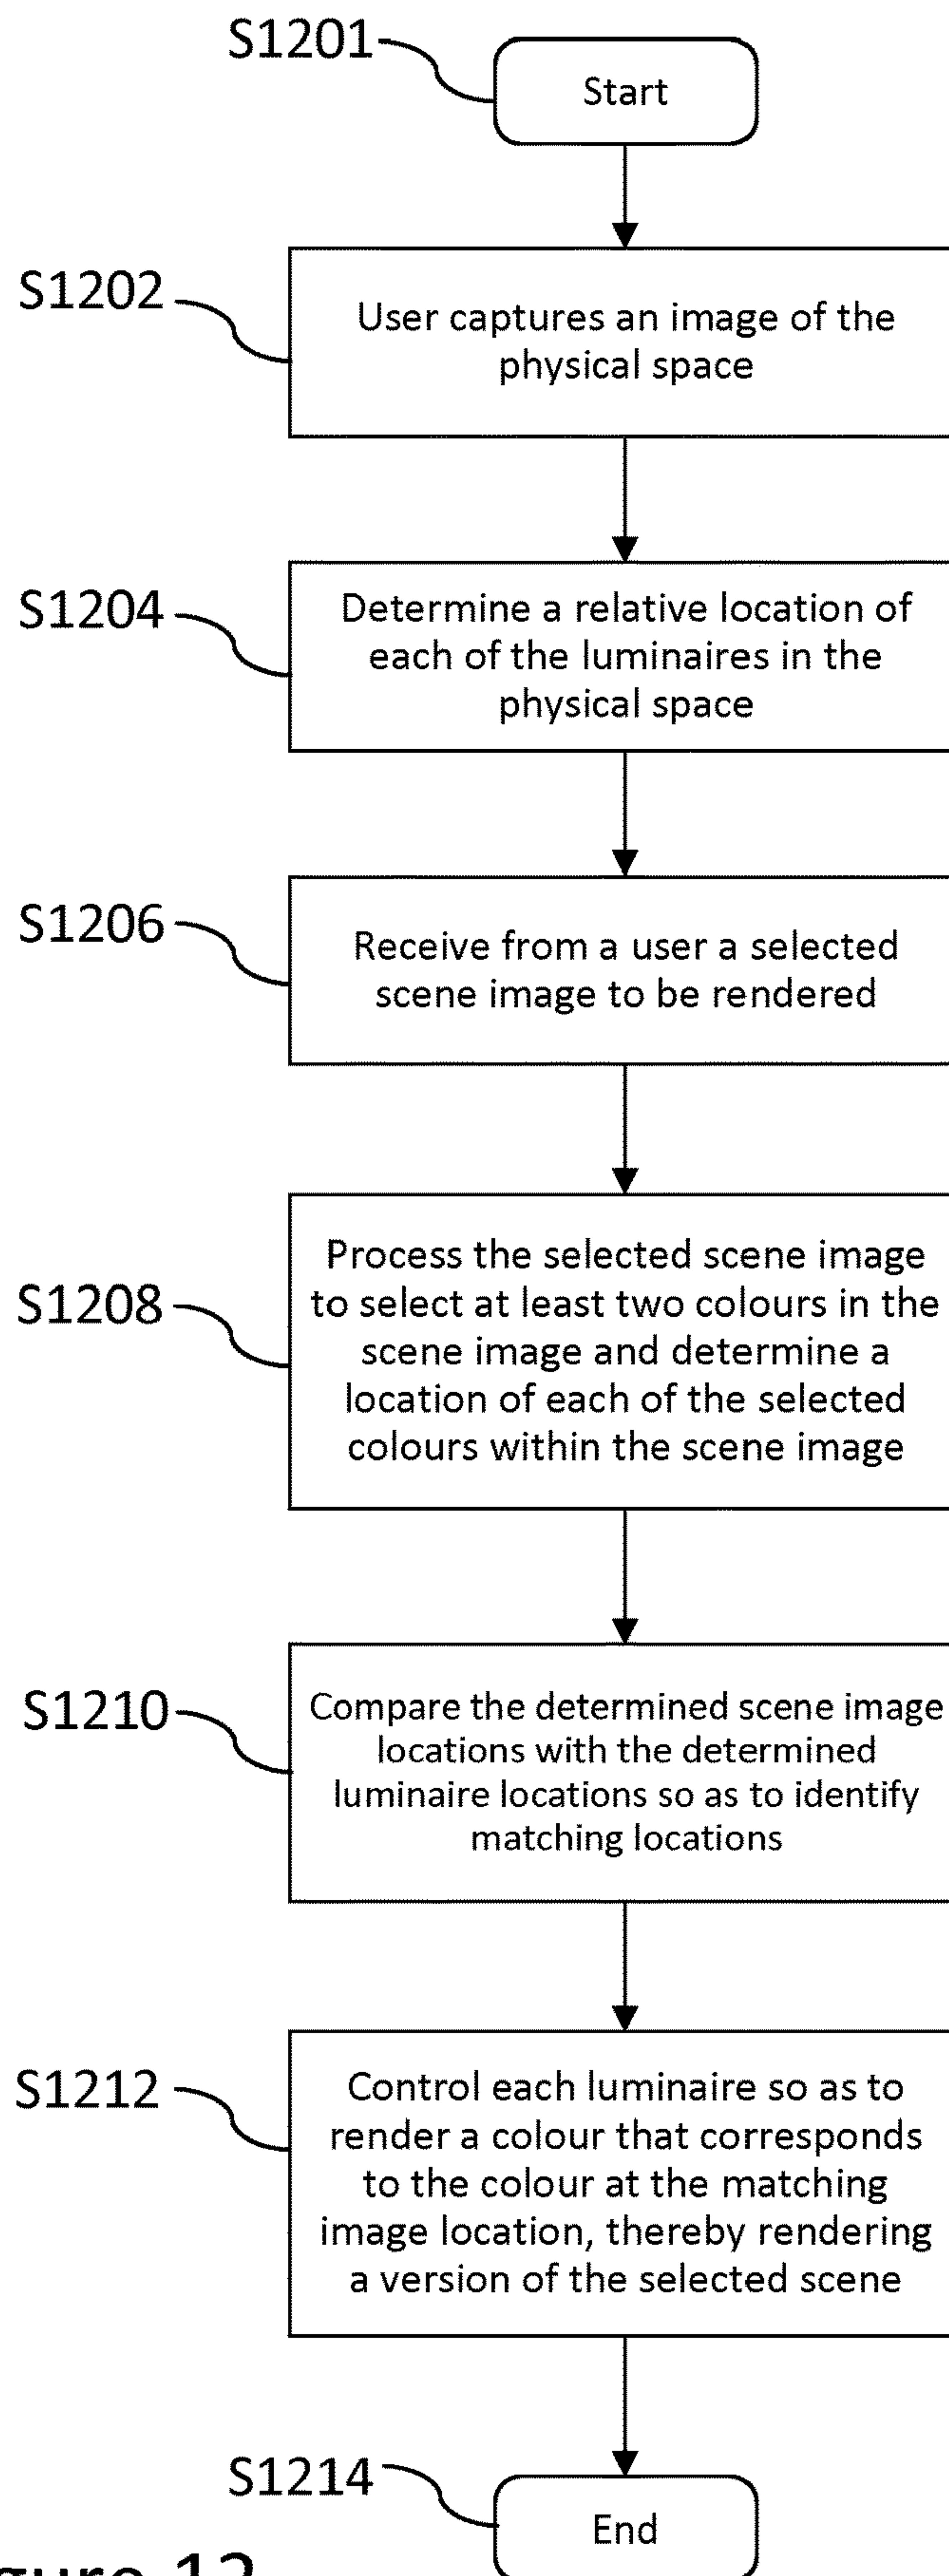 S1201
Start
S1202
User captures an image of the
physical space
S1204
Determine a relative location of
each of the luminaires in the
physical space
S1206
Receive from a user a selected
scene image to be rendered
S1208
Process the selected scene image
to select at least two colours in the
scene image and determine a
location of each of the selected
colours within the scene image
S1210
Compare the determined scene image
locations with the determined
luminaire locations so as to identify
matching locations
S1212
Control each luminaire so as to
render a colour that corresponds
to the colour at the matching
image location, thereby rendering
a version of the selected scene
S1214
End
gure 12